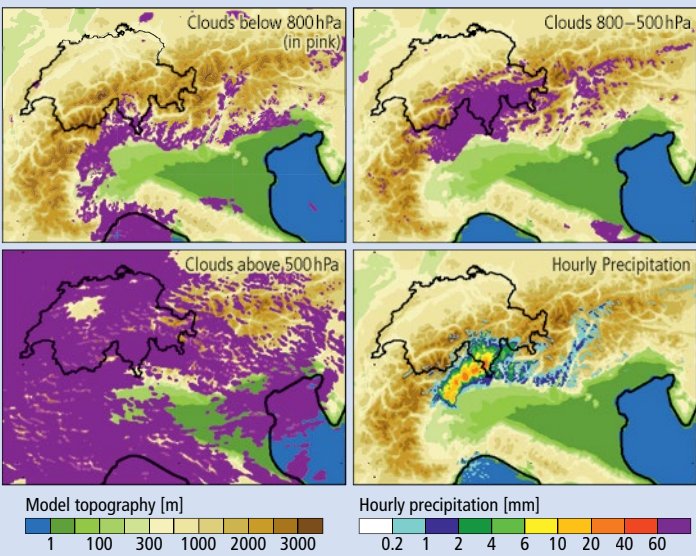 Clouds below 800 hPa
(in pink)
Clouds 800–500 hPa
Clouds above 500 hPa
Hourly Precipitation
Model topography [m]
1 100 300 1000 2000 3000
Hourly precipitation [mm]
0.2 1 2 4 6 10 20 40 60